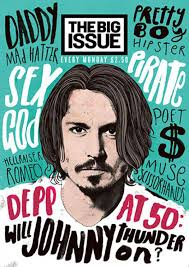 DADDY
MAD HATTER
THE BIG
ISSUE
EVERY MONDAY £2.50
PRETTY
BOY
HIPSTER
SEX
GOD
PIRATE
POET
$
HELLRAISER
ROMEO
MUSE
SCISSORHANDS
DEPP AT 50:
WILL JOHNNY THUNDER
ON?